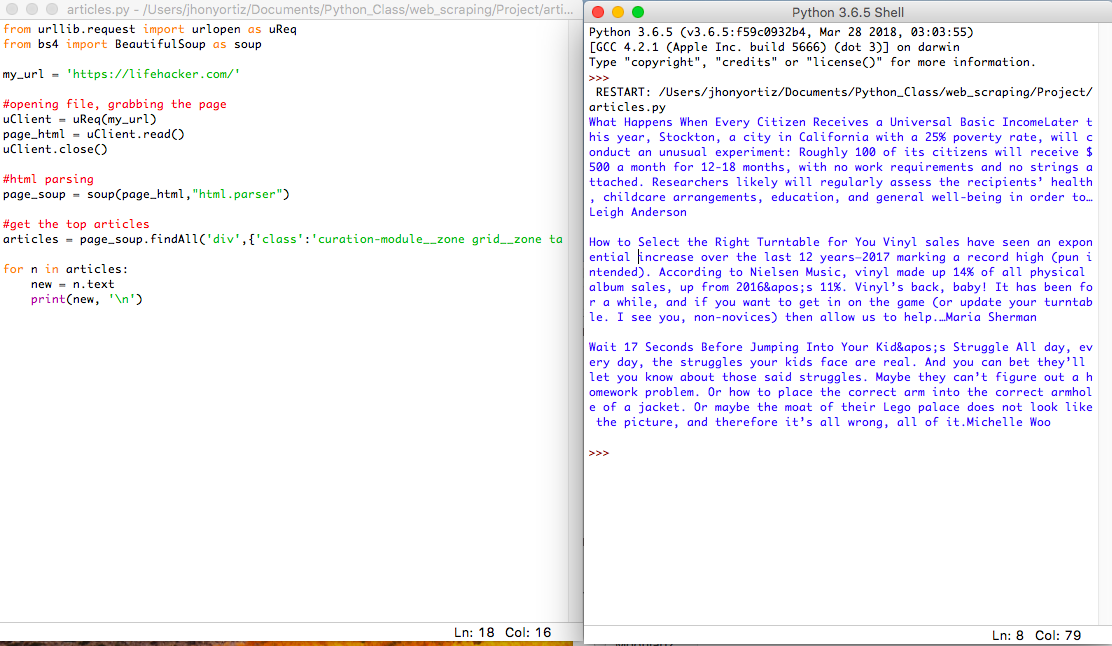 articles.py - /Users/jhonyortiz/Documents/Python_Class/web_scraping/Project/arti...
from urllib.request import urlopen as uReq
from bs4 import BeautifulSoup as soup
my_url = 'https://lifehacker.com/'
#opening file, grabbing the page
uClient = uReq(my_url)
page_html = uClient.read()
uClient.close()
#html parsing
page_soup = soup(page_html,"html.parser")
#get the top articles
articles = page_soup.findAll('div',{'class':'curation-module__zone grid__zone ta
for n in articles:
    new = n.text
    print(new, '\n')
Ln: 18 Col: 16
Python 3.6.5 Shell
Python 3.6.5 (v3.6.5:f59c0932b4, Mar 28 2018, 03:03:55)
[GCC 4.2.1 (Apple Inc. build 5666) (dot 3)] on darwin
Type "copyright", "credits" or "license()" for more information.
>>>
 RESTART: /Users/jhonyortiz/Documents/Python_Class/web_scraping/Project/
articles.py
What Happens When Every Citizen Receives a Universal Basic IncomeLater t
his year, Stockton, a city in California with a 25% poverty rate, will c
onduct an unusual experiment: Roughly 100 of its citizens will receive $
500 a month for 12-18 months, with no work requirements and no strings a
ttached. Researchers likely will regularly assess the recipients’ health
, childcare arrangements, education, and general well-being in order to…
Leigh Anderson
How to Select the Right Turntable for You Vinyl sales have seen an expon
ential increase over the last 12 years—2017 marking a record high (pun i
ntended). According to Nielsen Music, vinyl made up 14% of all physical
album sales, up from 2016&apos;s 11%. Vinyl’s back, baby! It has been fo
r a while, and if you want to get in on the game (or update your turntab
le. I see you, non-novices) then allow us to help.…Maria Sherman
Wait 17 Seconds Before Jumping Into Your Kid&apos;s Struggle All day, ev
ery day, the struggles your kids face are real. And you can bet they’ll
let you know about those said struggles. Maybe they can’t figure out a h
omework problem. Or how to place the correct arm into the correct armhol
e of a jacket. Or maybe the moat of their Lego palace does not look like
 the picture, and therefore it’s all wrong, all of it.Michelle Woo
>>>
Ln: 8 Col: 79